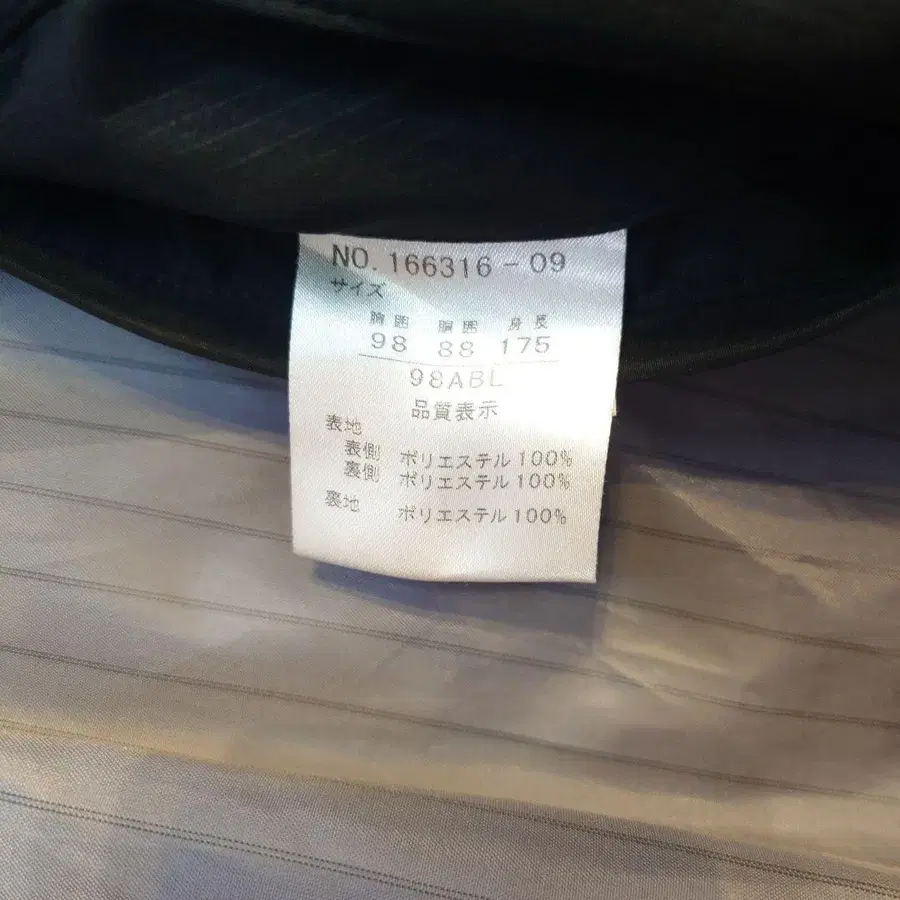 NO. 166316-09
サイズ
胸囲 胴囲 身長
98 88 175
98ABL
品質表示
表地
表側 ポリエステル100%
裏側 ポリエステル100%
裏地 ポリエステル100%